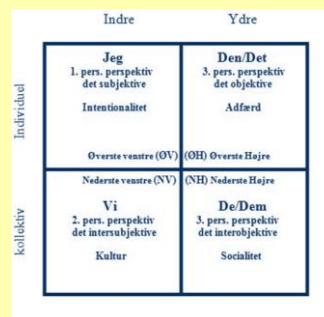 Indre Ydre
Individuel
Jeg
1. pers. perspektiv
det subjektive
Intentionalitet
Øverste venstre (ØV)
Den/Det
3. pers. perspektiv
det objektive
Adfærd
(ØH) Øverste Højre
kollektiv
Nederste venstre (NV)
Vi
2. pers. perspektiv
det intersubjektive
Kultur
(NH) Nederste Højre
De/Dem
3. pers. perspektiv
det interobjektive
Socialitet